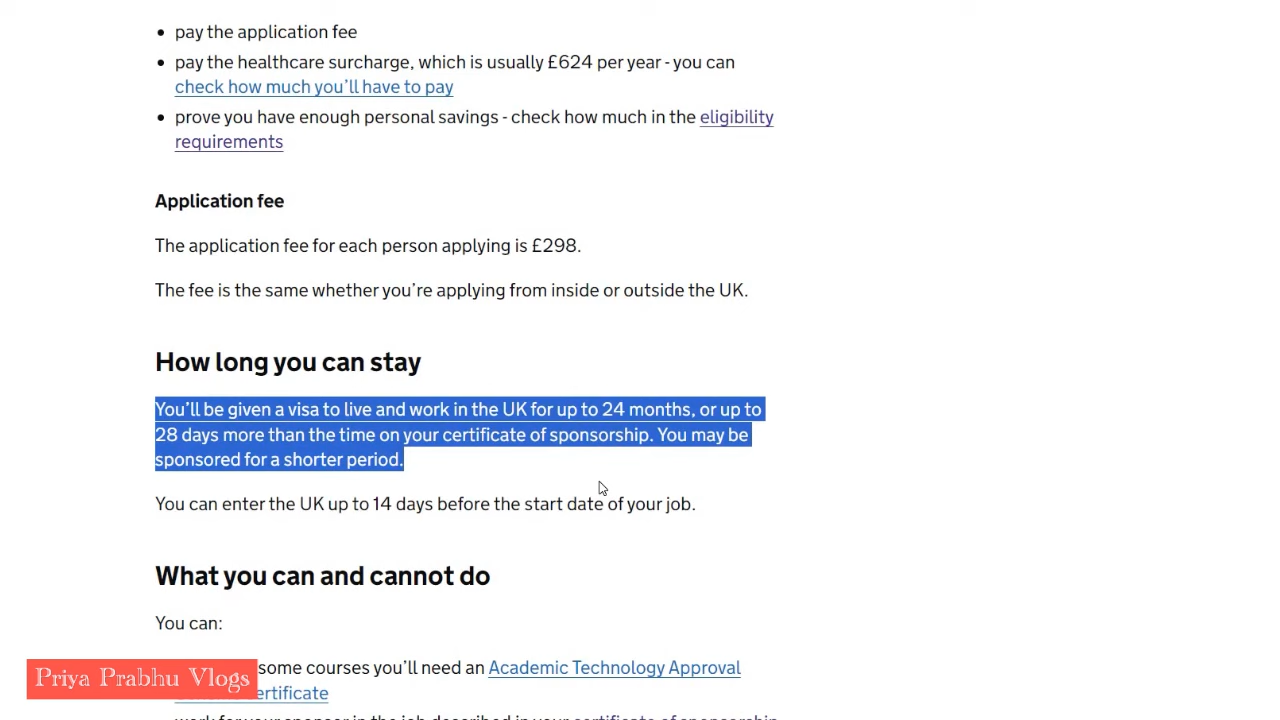 pay the application fee
pay the healthcare surcharge, which is usually £624 per year - you can
check how much you’ll have to pay
prove you have enough personal savings - check how much in the eligibility
requirements
Application fee
The application fee for each person applying is £298.
The fee is the same whether you’re applying from inside or outside the UK.
How long you can stay
You’ll be given a visa to live and work in the UK for up to 24 months, or up to
28 days more than the time on your certificate of sponsorship. You may be
sponsored for a shorter period.
You can enter the UK up to 14 days before the start date of your job.
What you can and cannot do
You can:
some courses you’ll need an Academic Technology Approval
Priya Prabhu Vlogs
work for your sponsor in the job described in your certificate of sponsorship